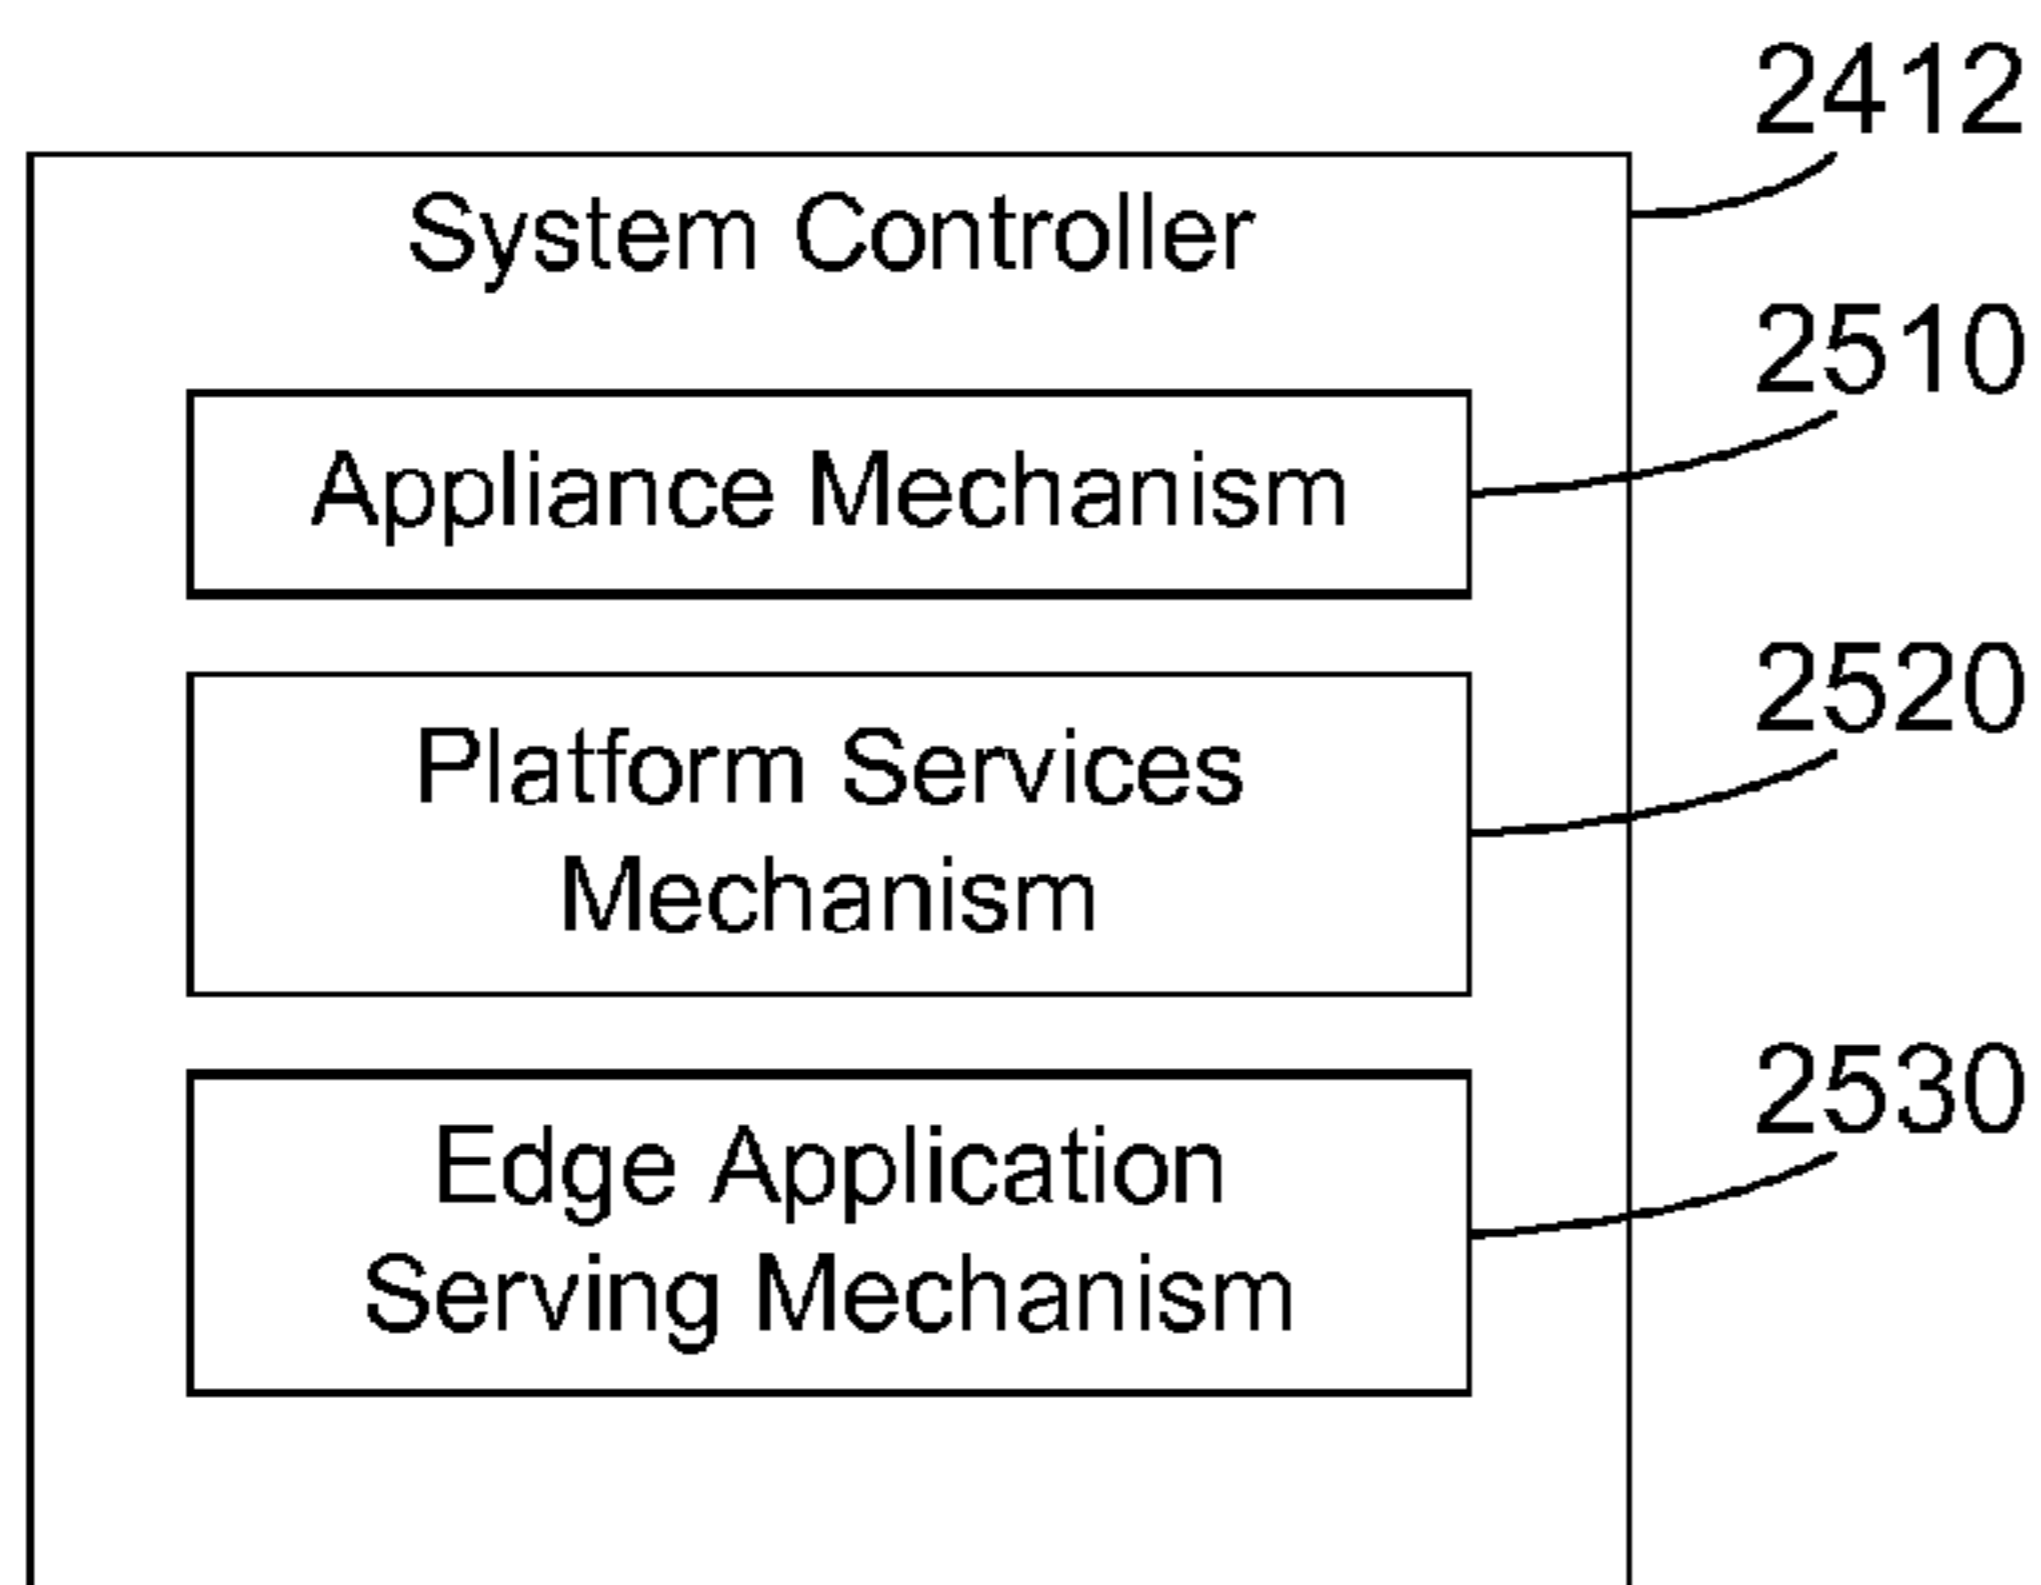 2412
System Controller
2510
Appliance Mechanism
2520
Platform Services
Mechanism
2530
Edge Application
Serving Mechanism